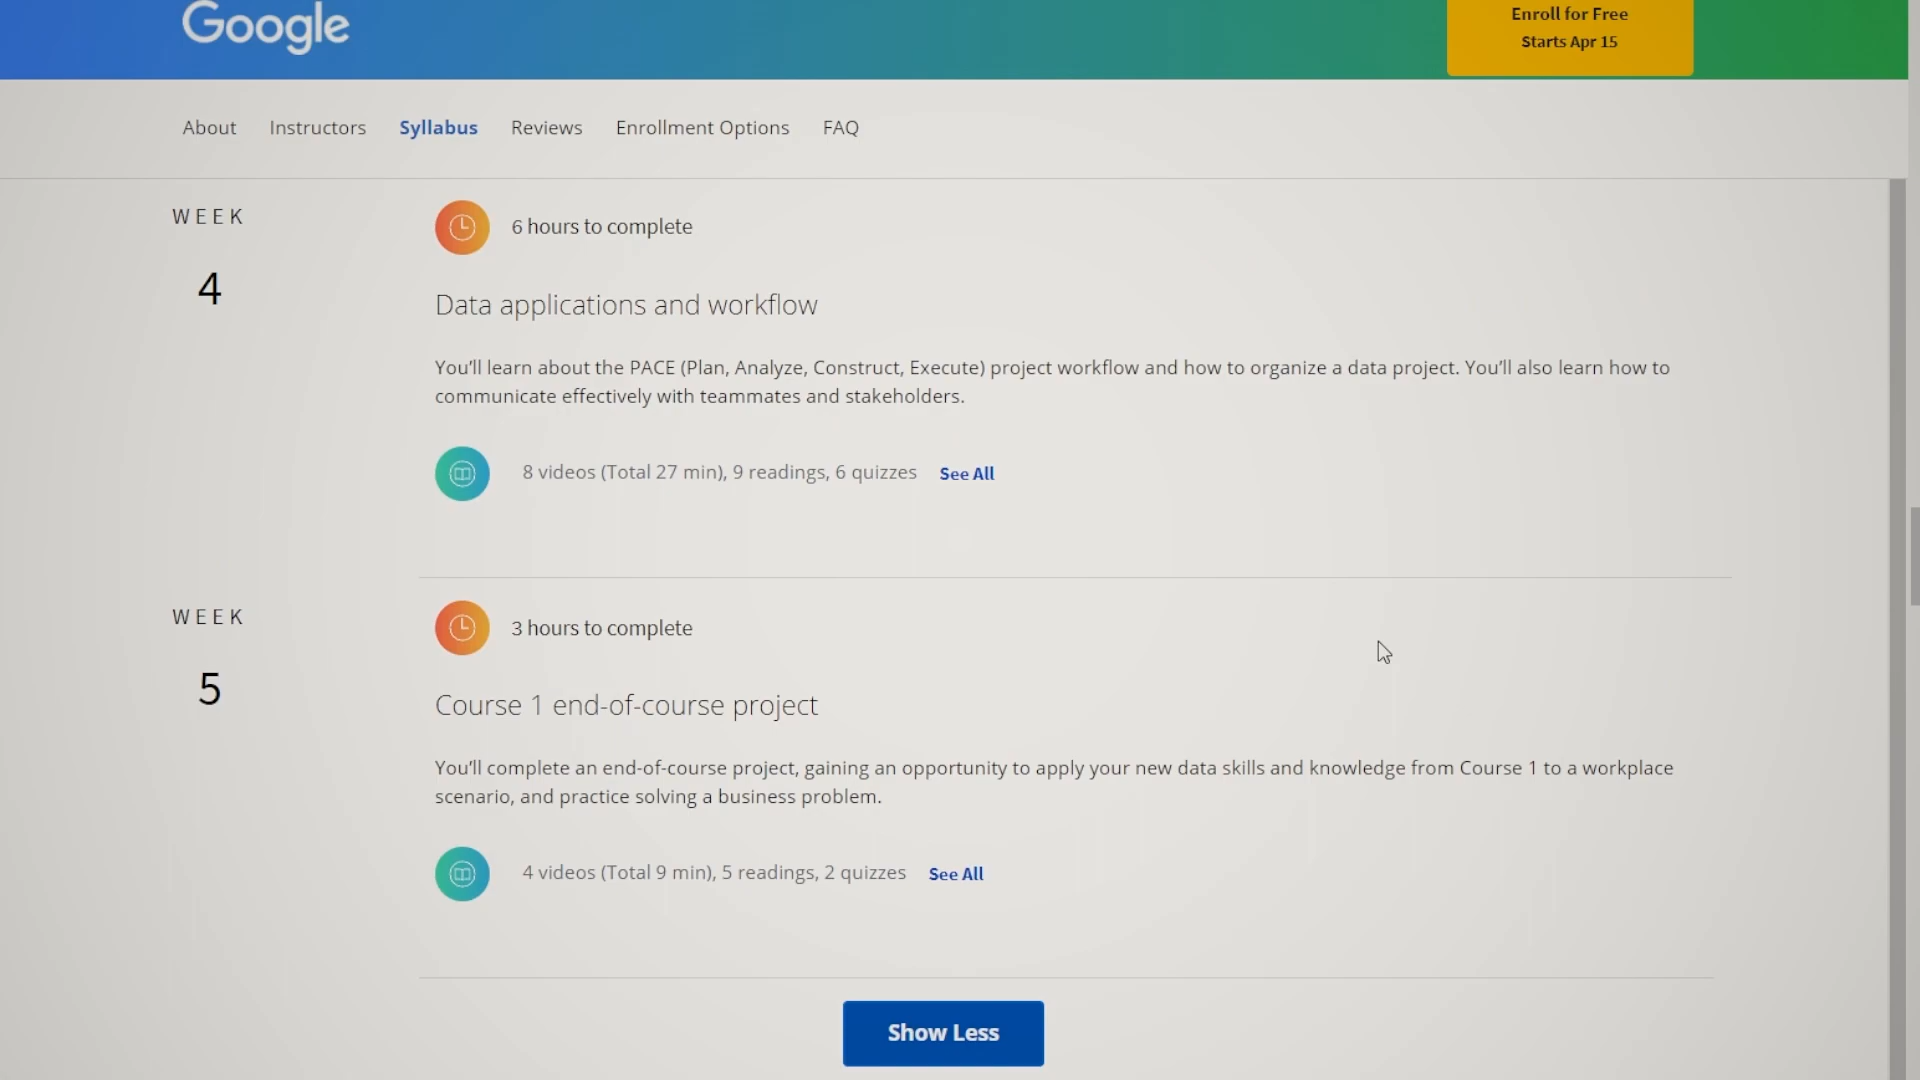 Google
Enroll for Free
Starts Apr 15
About Instructors Syllabus Reviews Enrollment Options FAQ
WEEK
4
6 hours to complete
Data applications and workflow
You'll learn about the PACE (Plan, Analyze, Construct, Execute) project workflow and how to organize a data project. You'll also learn how to
communicate effectively with teammates and stakeholders.
8 videos (Total 27 min), 9 readings, 6 quizzes See All
WEEK
5
3 hours to complete
Course 1 end-of-course project
You'll complete an end-of-course project, gaining an opportunity to apply your new data skills and knowledge from Course 1 to a workplace
scenario, and practice solving a business problem.
4 videos (Total 9 min), 5 readings, 2 quizzes See All
Show Less